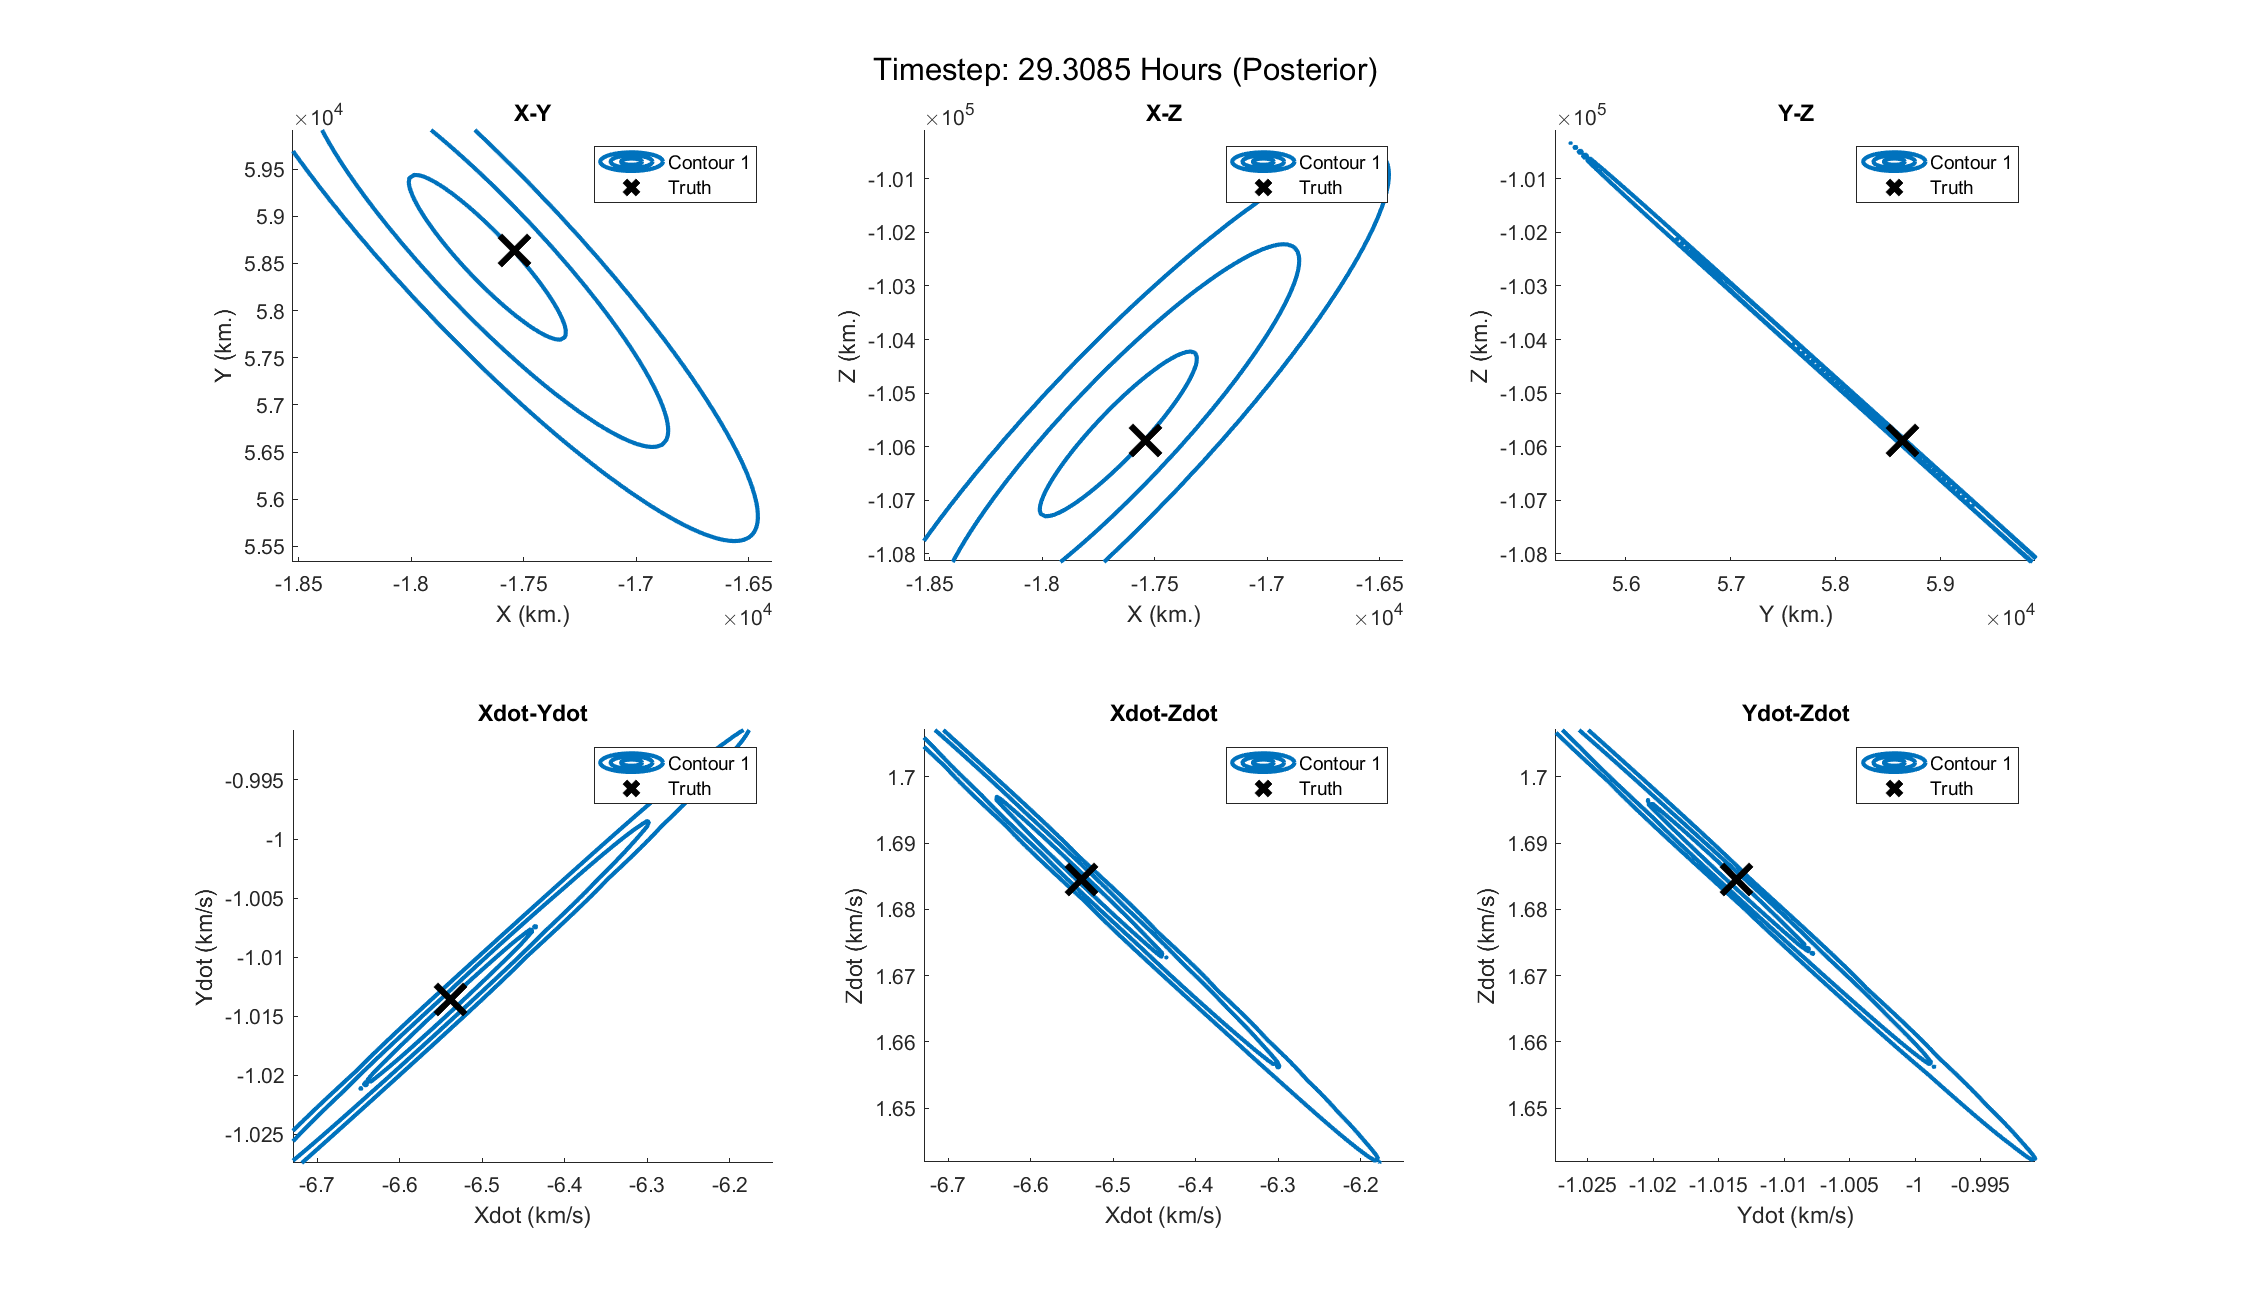 Timestep: 29.3085 Hours (Posterior)
X-Y
×10^4
Contour 1
Truth
5.95
5.9
5.85
5.8
5.75
5.7
5.65
5.6
5.55
Y (km.)
-1.85 -1.8 -1.75 -1.7 -1.65
X (km.)
×10^4
X-Z
×10^5
Contour 1
Truth
-1.01
-1.02
-1.03
-1.04
-1.05
-1.06
-1.07
-1.08
Z (km.)
-1.85 -1.8 -1.75 -1.7 -1.65
X (km.)
×10^4
Y-Z
×10^5
Contour 1
Truth
-1.01
-1.02
-1.03
-1.04
-1.05
-1.06
-1.07
-1.08
Z (km.)
5.6 5.7 5.8 5.9
Y (km.)
×10^4
Xdot-Ydot
Contour 1
Truth
-0.995
-1
-1.005
-1.01
-1.015
-1.02
-1.025
Ydot (km/s)
-6.7 -6.6 -6.5 -6.4 -6.3 -6.2
Xdot (km/s)
Xdot-Zdot
Contour 1
Truth
1.7
1.69
1.68
1.67
1.66
1.65
Zdot (km/s)
-6.7 -6.6 -6.5 -6.4 -6.3 -6.2
Xdot (km/s)
Ydot-Zdot
Contour 1
Truth
1.7
1.69
1.68
1.67
1.66
1.65
Zdot (km/s)
-1.025 -1.02 -1.015 -1.01 -1.005 -1 -0.995
Ydot (km/s)